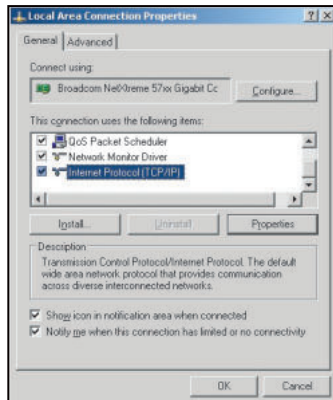 Local Area Connection Properties
General Advanced
Connect using:
Broadcom NetXtreme 57xx Gigabit Cc Configure...
This connection uses the following items:
QoS Packet Scheduler
Network Monitor Driver
Internet Protocol (TCP/IP)
Install... Uninstall Properties
Description
Transmission Control Protocol/Internet Protocol. The default
wide area network protocol that provides communication
across diverse interconnected networks.
Show icon in notification area when connected
Notify me when this connection has limited or no connectivity
OK Cancel